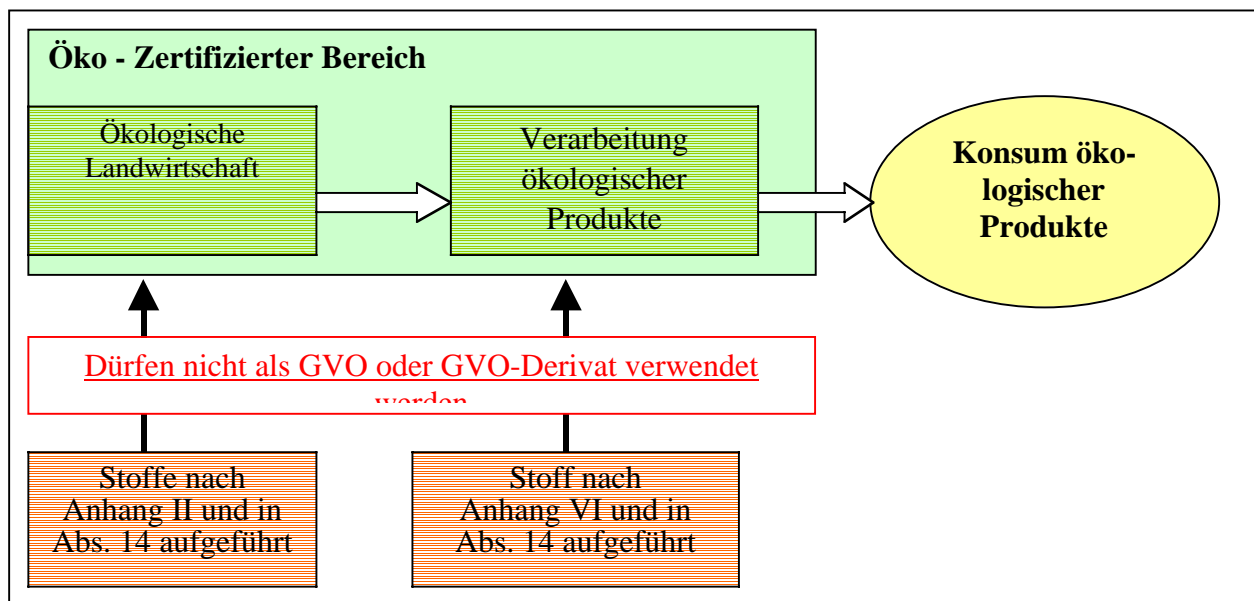 Öko - Zertifizierter Bereich
Ökologische
Landwirtschaft
Verarbeitung
ökologischer
Produkte
Konsum öko-
logischer
Produkte
Dürfen nicht als GVO oder GVO-Derivat verwendet
werden
Stoffe nach
Anhang II und in
Abs. 14 aufgeführt
Stoff nach
Anhang VI und in
Abs. 14 aufgeführt